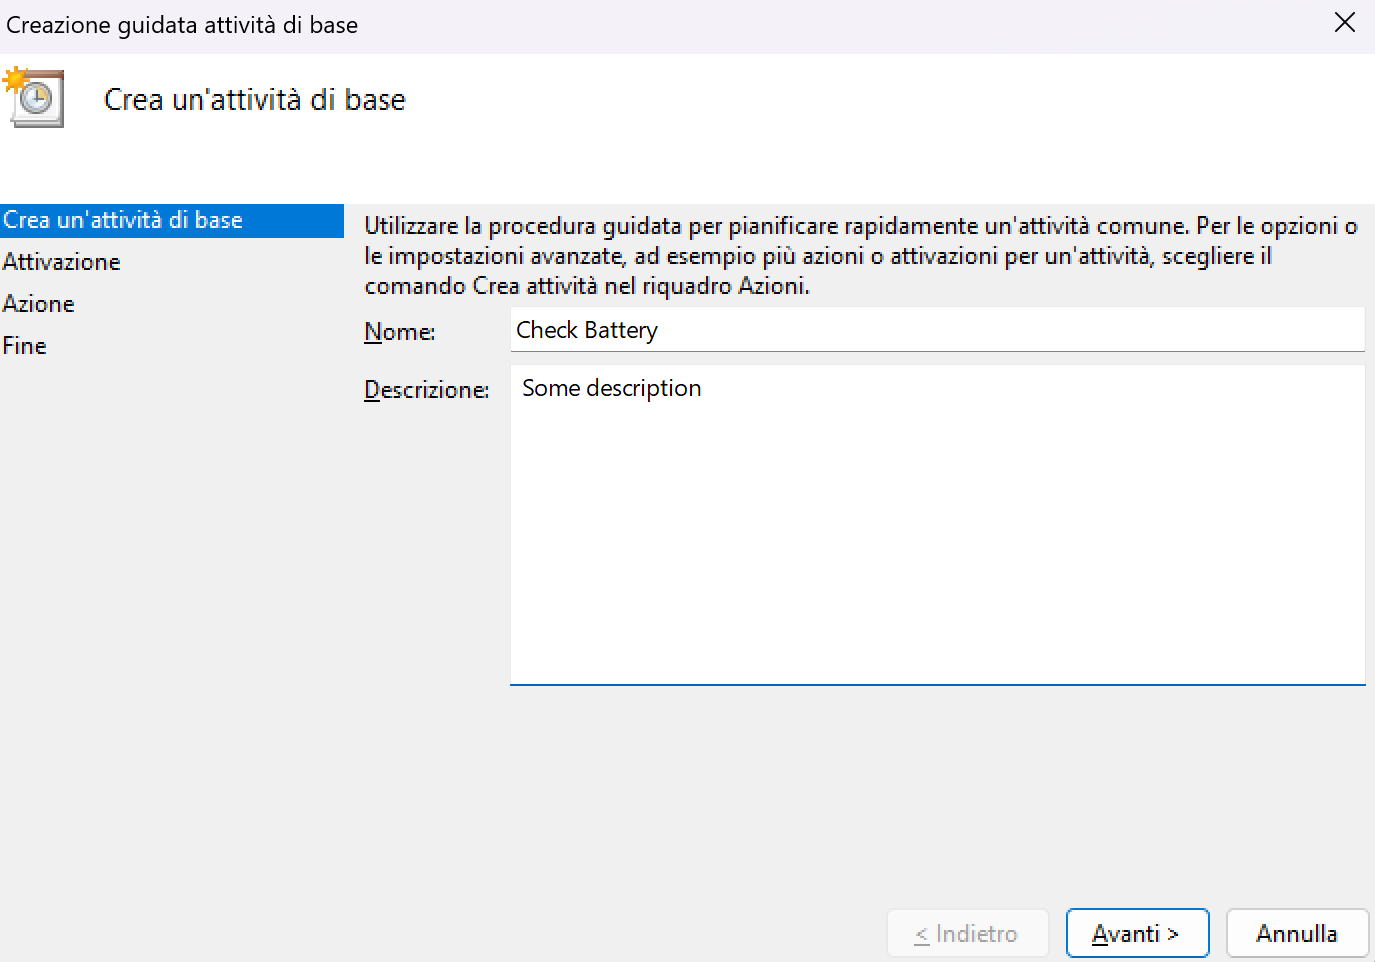 Creazione guidata attività di base
Crea un'attività di base
Crea un'attività di base
Attivazione
Azione
Fine
Utilizzare la procedura guidata per pianificare rapidamente un'attività comune. Per le opzioni o
le impostazioni avanzate, ad esempio più azioni o attivazioni per un'attività, scegliere il
comando Crea attività nel riquadro Azioni.
Nome: Check Battery
Descrizione: Some description
< Indietro Avanti > Annulla